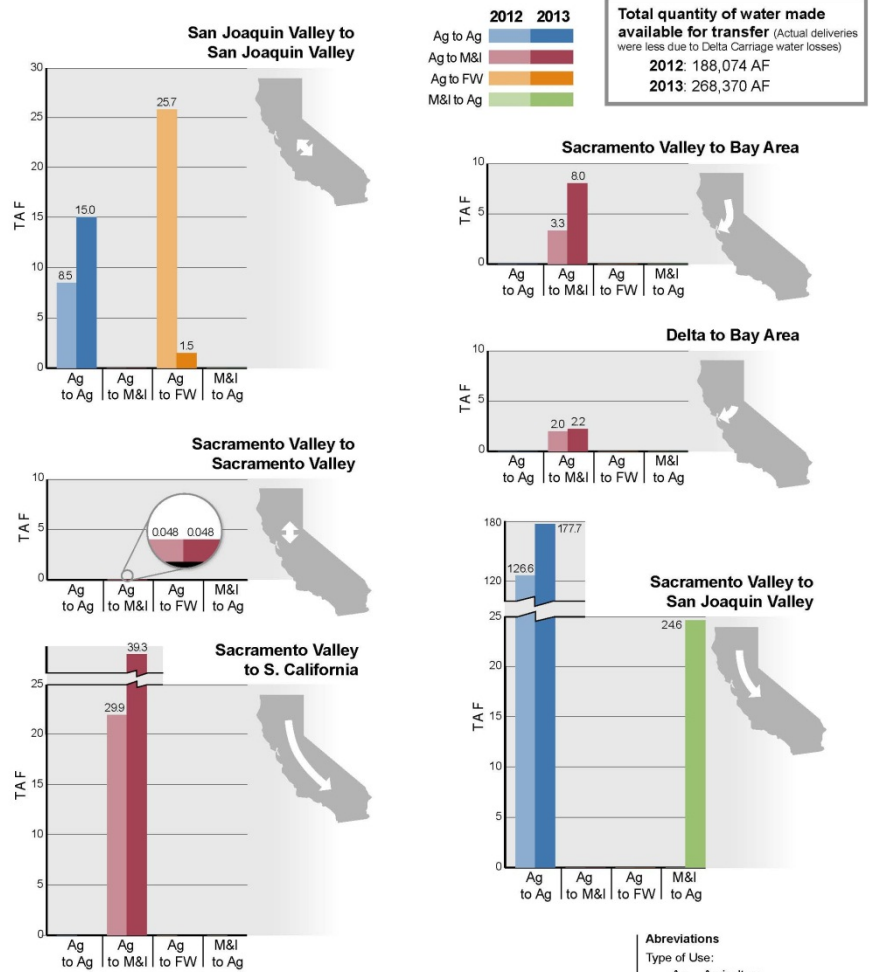 San Joaquin Valley to
San Joaquin Valley
30
25
20
15
10
5
0
TAF
8.5
15.0
25.7
1.5
Ag Ag Ag M&I
to Ag to M&I to FW to Ag
2012 2013
Ag to Ag
Ag to M&I
Ag to FW
M&I to Ag
Total quantity of water made
available for transfer (Actual deliveries
were less due to Delta Carriage water losses)
2012: 188,074 AF
2013: 268,370 AF
Sacramento Valley to Bay Area
10
5
0
TAF
3.3
8.0
Ag Ag Ag M&I
to Ag to M&I to FW to Ag
Delta to Bay Area
10
5
0
TAF
2.0 2.2
Ag Ag Ag M&I
to Ag to M&I to FW to Ag
Sacramento Valley to
Sacramento Valley
10
5
0
TAF
0.048 0.048
Ag Ag Ag M&I
to Ag to M&I to FW to Ag
Sacramento Valley
to S. California
25
20
15
10
5
0
TAF
29.9
39.3
Ag Ag Ag M&I
to Ag to M&I to FW to Ag
Sacramento Valley to
San Joaquin Valley
180
120
25
20
15
10
5
0
TAF
126.6
177.7
24.6
Ag Ag Ag M&I
to Ag to M&I to FW to Ag
Abreviations
Type of Use: